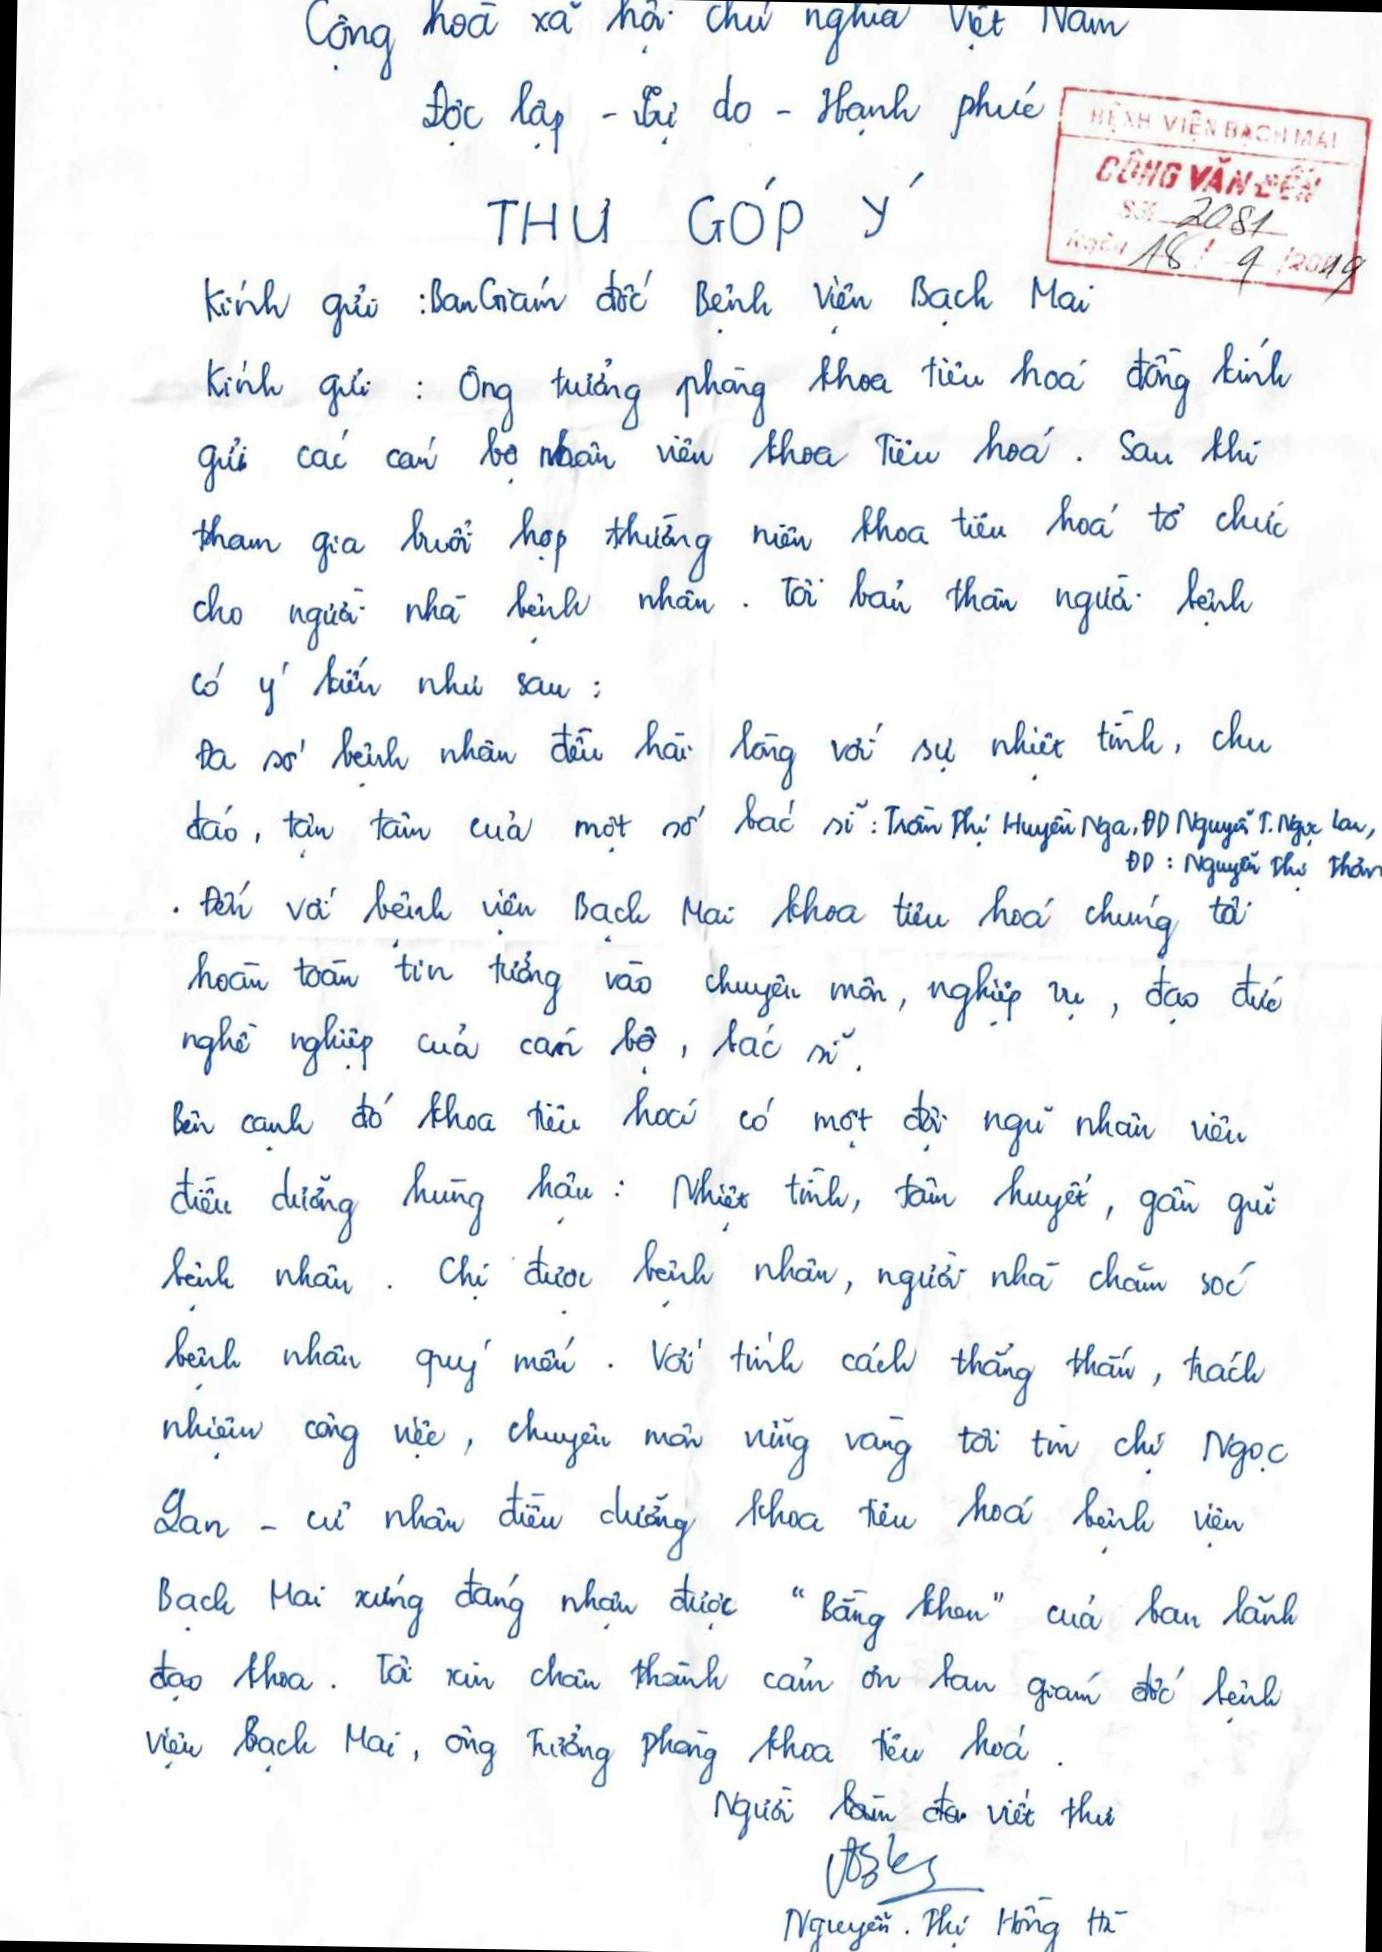 Cộng hoà xã hội chủ nghĩa Việt Nam
Độc lập - Tự do - Hạnh phúc
BỆNH VIỆN BẠCH MAI
CÔNG VĂN ĐẾN
Số 2081
Ngày 18/ 9 /2019
THƯ GÓP Ý
Kính gửi : Ban Giám đốc Bệnh viện Bạch Mai
Kính gửi : Ông trưởng phòng khoa tiêu hoá đồng kính
gửi các cán bộ nhân viên khoa Tiêu hoá. Sau khi
tham gia buổi họp thường niên khoa tiêu hoá tổ chức
cho người nhà bệnh nhân. Tôi bản thân người bệnh
có ý kiến như sau :
Đa số bệnh nhân đều hài lòng với sự nhiệt tình, chu
đáo, tận tâm của một số bác sĩ : Trần Thị Huyền Nga, ĐD Nguyễn T. Ngọc Lan,
ĐD : Nguyễn Thị Thắm
. Đến với bệnh viện Bạch Mai khoa tiêu hoá chúng tôi
hoàn toàn tin tưởng vào chuyên môn, nghiệp vụ, đạo đức
nghề nghiệp của cán bộ, bác sĩ.
Bên cạnh đó khoa tiêu hoá có một đội ngũ nhân viên
điều dưỡng hùng hậu : Nhiệt tình, tâm huyết, gần gũi
bệnh nhân. Chị được bệnh nhân, người nhà chăm sóc
bệnh nhân quý mến. Với tính cách thẳng thắn, trách
nhiệm công việc, chuyên môn vững vàng tôi tin chị Ngọc
Lan - cử nhân điều dưỡng khoa tiêu hoá bệnh viện
Bạch Mai xứng đáng nhận được "Bằng khen" của ban lãnh
đạo khoa. Tôi xin chân thành cảm ơn ban giám đốc bệnh
viện Bạch Mai, ông Trưởng phòng khoa tiêu hoá.
Người viết thư
Nguyễn. Thị Hồng Hà